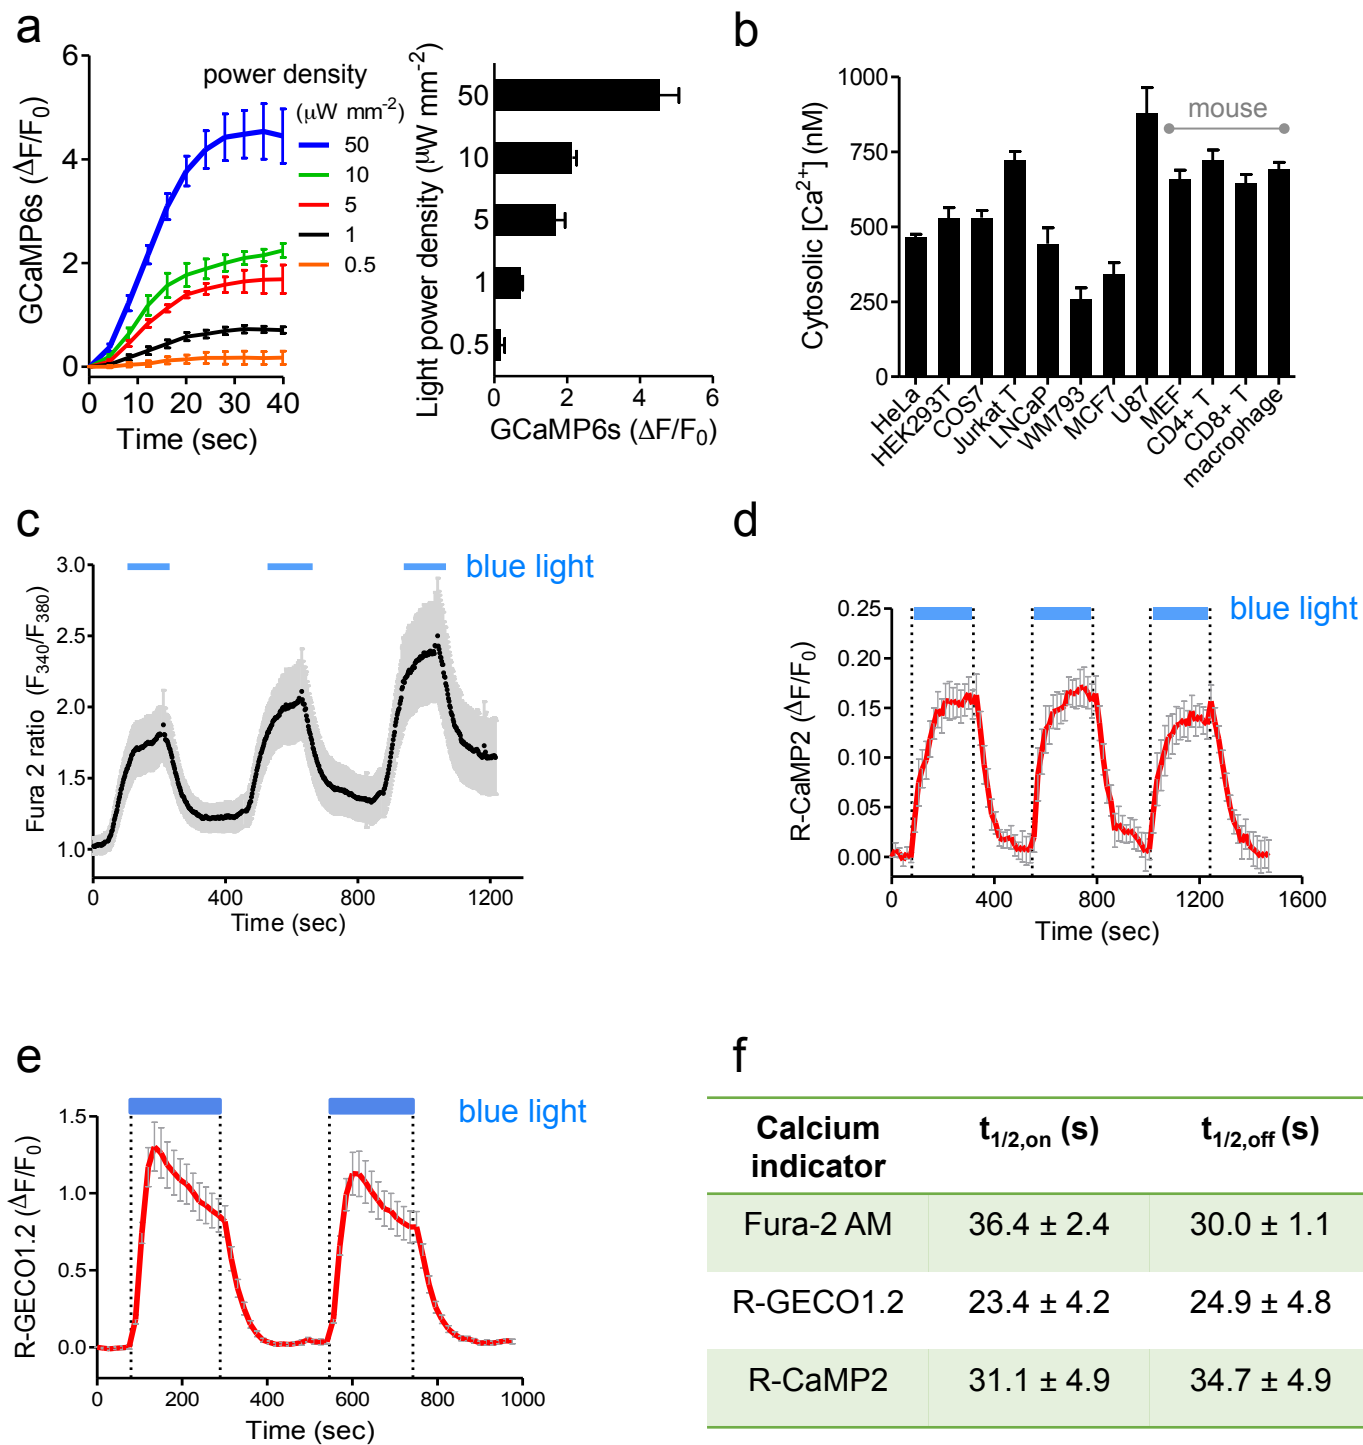 a
GCaMP6s (ΔF/F0)
6
4
2
0
0 10 20 30 40
Time (sec)
power density
(μW mm-2)
50
10
5
1
0.5
Light power density (μW mm-2)
50
10
5
1
0.5
0 2 4 6
GCaMP6s (ΔF/F0)
b
Cytosolic [Ca2+] (nM)
1000
750
500
250
0
mouse
HeLa
HEK293T
COS7
Jurkat T
LNCaP
WM793
MCF7
U87
MEF
CD4+ T
CD8+ T
macrophage
c
blue light
Fura 2 ratio (F340/F380)
3.0
2.5
2.0
1.5
1.0
0 400 800 1200
Time (sec)
d
blue light
R-CaMP2 (ΔF/F0)
0.25
0.20
0.15
0.10
0.05
0.00
0 400 800 1200 1600
Time (sec)
e
blue light
R-GECO1.2 (ΔF/F0)
1.5
1.0
0.5
0.0
0 200 400 600 800 1000
Time (sec)
f
Calcium indicator t1/2,on (s) t1/2,off (s)
Fura-2 AM 36.4 ± 2.4 30.0 ± 1.1
R-GECO1.2 23.4 ± 4.2 24.9 ± 4.8
R-CaMP2 31.1 ± 4.9 34.7 ± 4.9